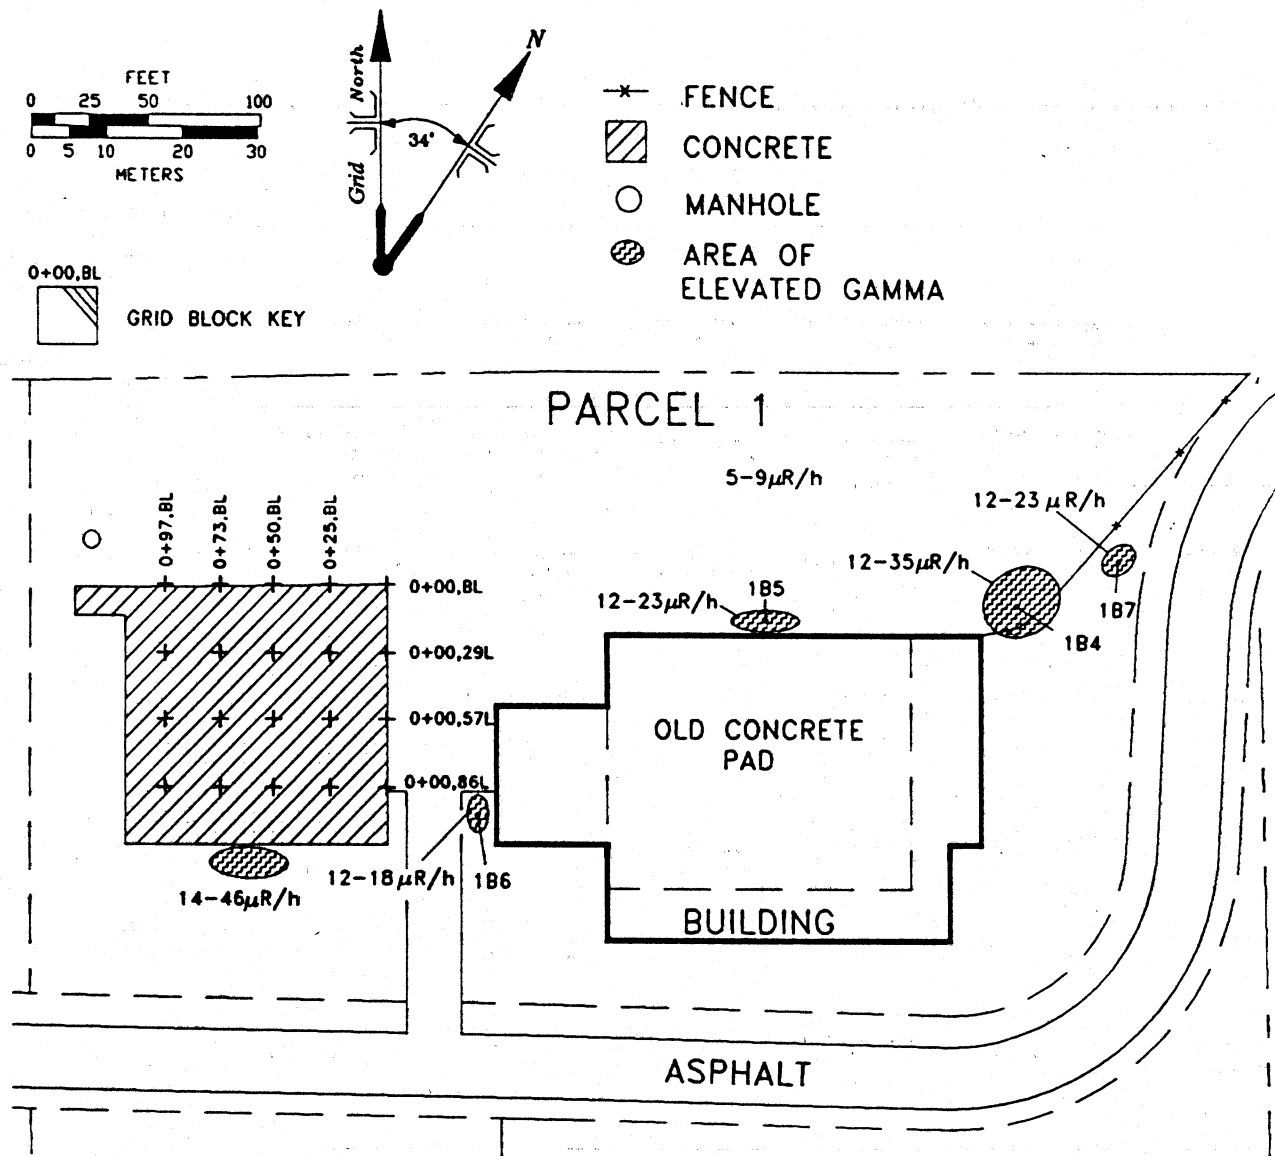 FEET
0 25 50 100
0 5 10 20 30
METERS
Grid North
N
34°
FENCE
CONCRETE
MANHOLE
AREA OF
ELEVATED GAMMA
0+00,BL
GRID BLOCK KEY
PARCEL 1
5-9μR/h
12-23μR/h
12-35μR/h
1B7
1B4
12-23μR/h
1B5
0+97,BL
0+73,BL
0+50,BL
0+25,BL
0+00,BL
0+00,29L
0+00,57L
0+00,86L
OLD CONCRETE
PAD
12-18μR/h
1B6
14-46μR/h
BUILDING
ASPHALT